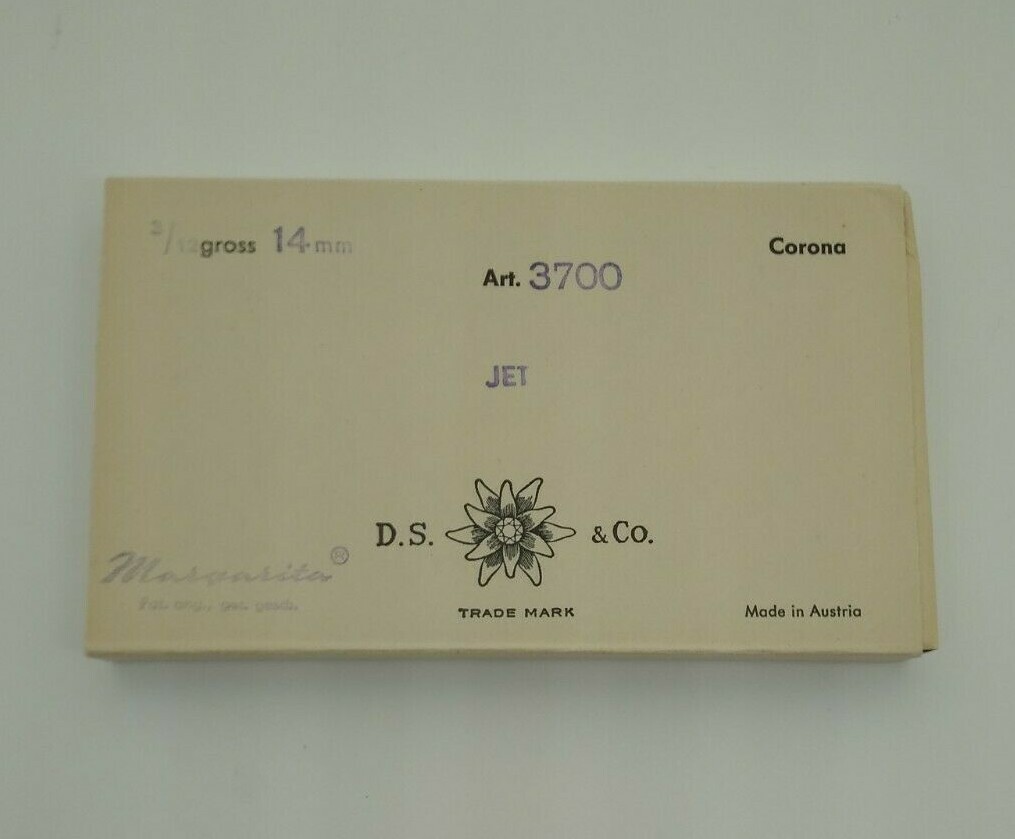 3/12 gross 14 mm
Corona
Art. 3700
JET
D.S. & Co.
Margarita ®
TRADE MARK
Made in Austria